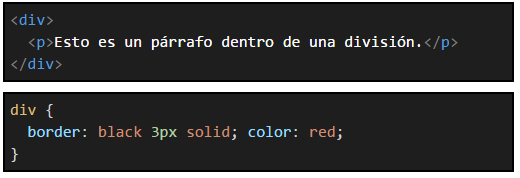 <div>
<p>Esto es un párrafo dentro de una división.</p>
</div>
div {
border: black 3px solid; color: red;
}